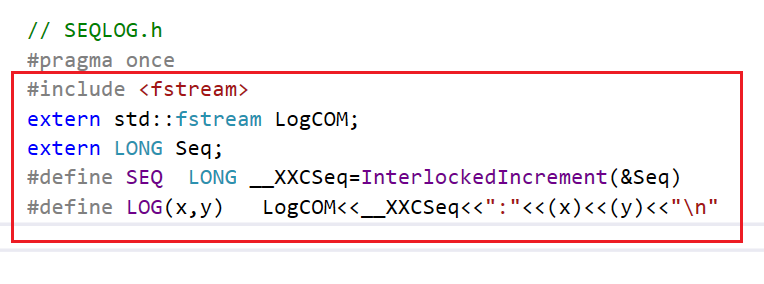 // SEQLOG.h
#pragma once
#include <fstream>
extern std::fstream LogCOM;
extern LONG Seq;
#define SEQ  LONG __XXCSeq=InterlockedIncrement(&Seq)
#define LOG(x,y)   LogCOM<<__XXCSeq<<":"<<(x)<<(y)<<"\n"